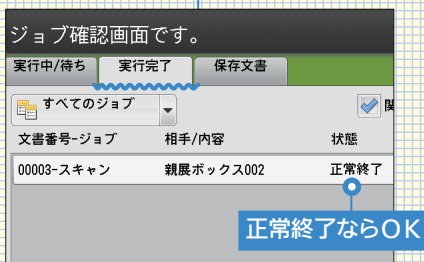 ジョブ確認画面です。
実行中/待ち 実行完了 保存文書
すべてのジョブ
文書番号-ジョブ 相手/内容 状態
00003-スキャン 親展ボックス002 正常終了
正常終了ならOK